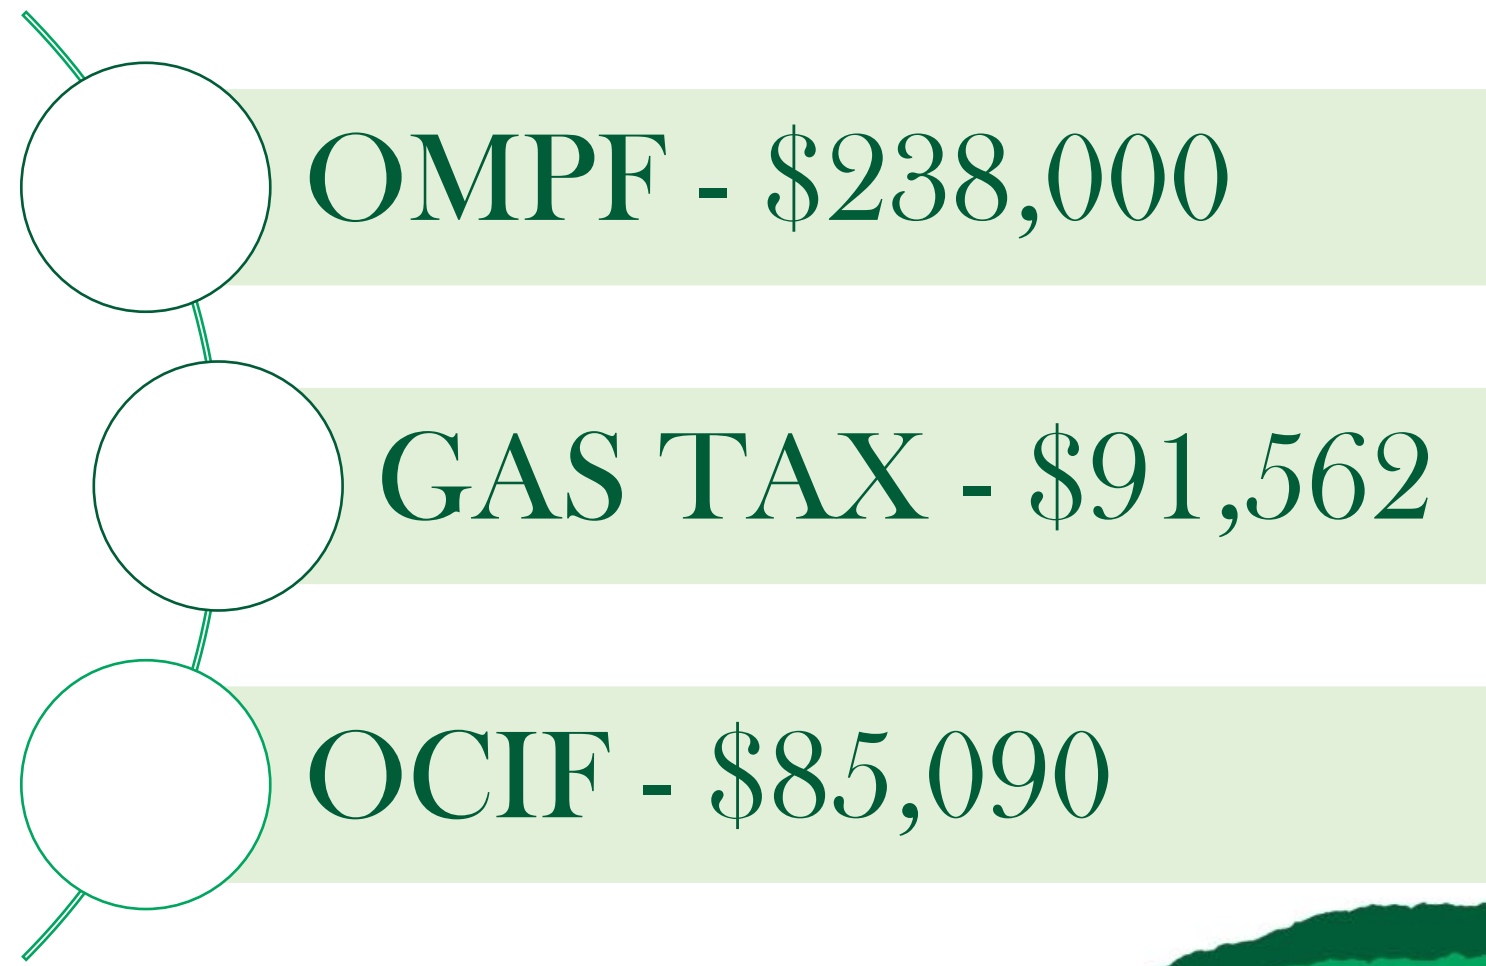 OMPF - $238,000
GAS TAX - $91,562
OCIF - $85,090